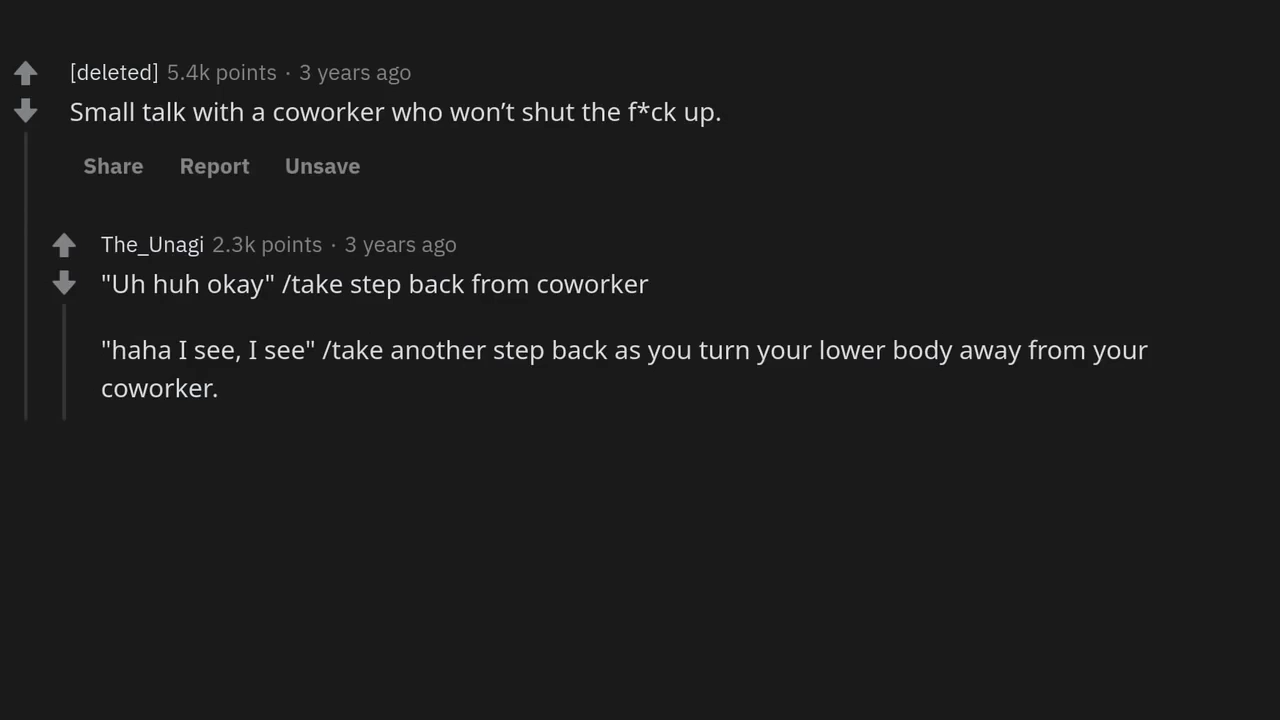 [deleted] 5.4k points · 3 years ago
Small talk with a coworker who won’t shut the f*ck up.
Share Report Unsave
The_Unagi 2.3k points · 3 years ago
"Uh huh okay" /take step back from coworker
"haha I see, I see" /take another step back as you turn your lower body away from your
coworker.